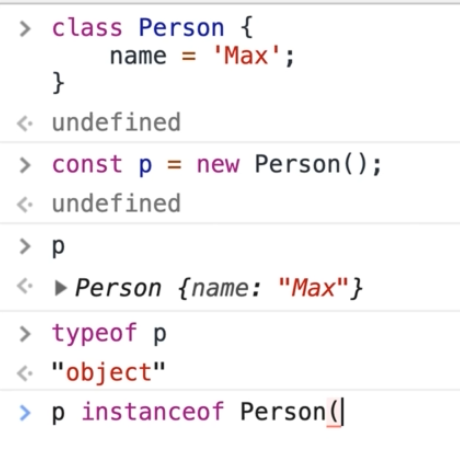 > class Person {
name = 'Max';
}
undefined
> const p = new Person();
undefined
> p
Person {name: "Max"}
> typeof p
"object"
> p instanceof Person(